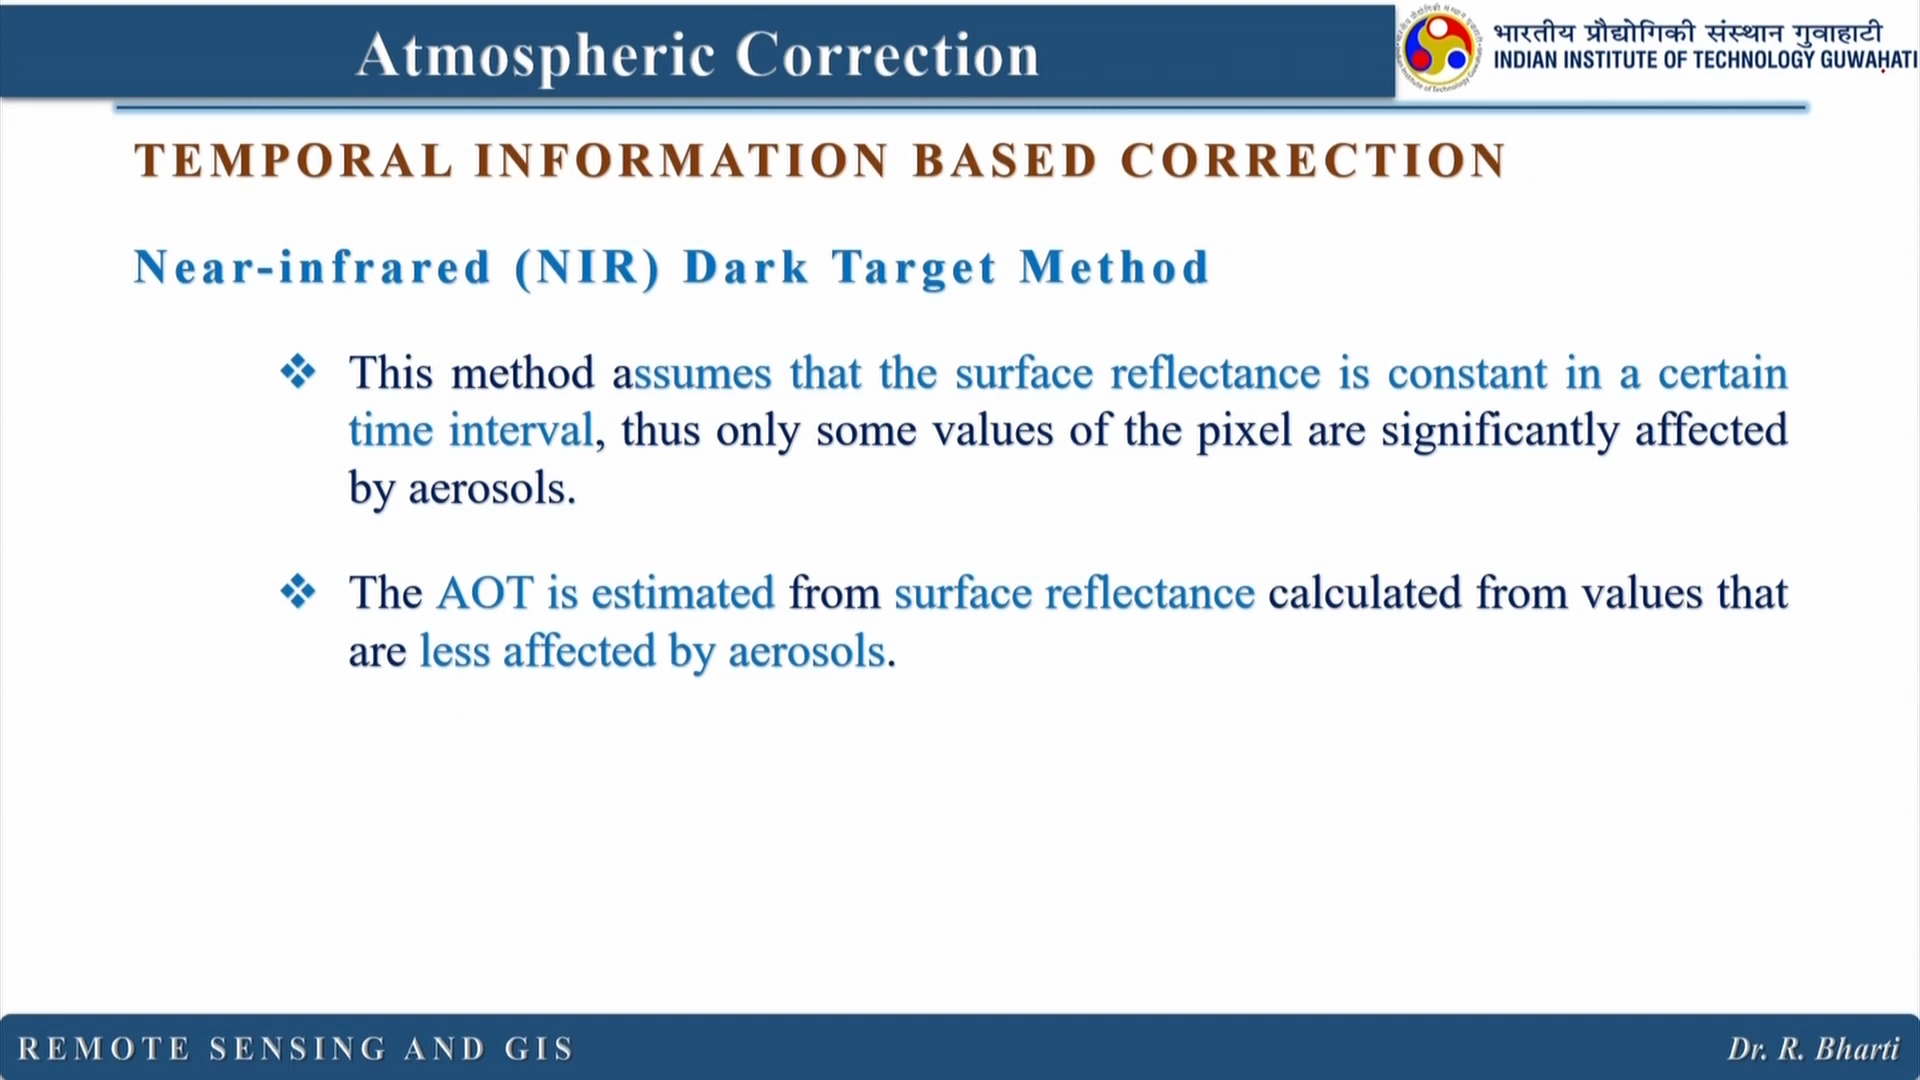 Atmospheric Correction
भारतीय प्रौद्योगिकी संस्थान गुवाहाटी
INDIAN INSTITUTE OF TECHNOLOGY GUWAHATI
TEMPORAL INFORMATION BASED CORRECTION
Near-infrared (NIR) Dark Target Method
❖ This method assumes that the surface reflectance is constant in a certain
time interval, thus only some values of the pixel are significantly affected
by aerosols.
❖ The AOT is estimated from surface reflectance calculated from values that
are less affected by aerosols.
REMOTE SENSING AND GIS
Dr. R. Bharti